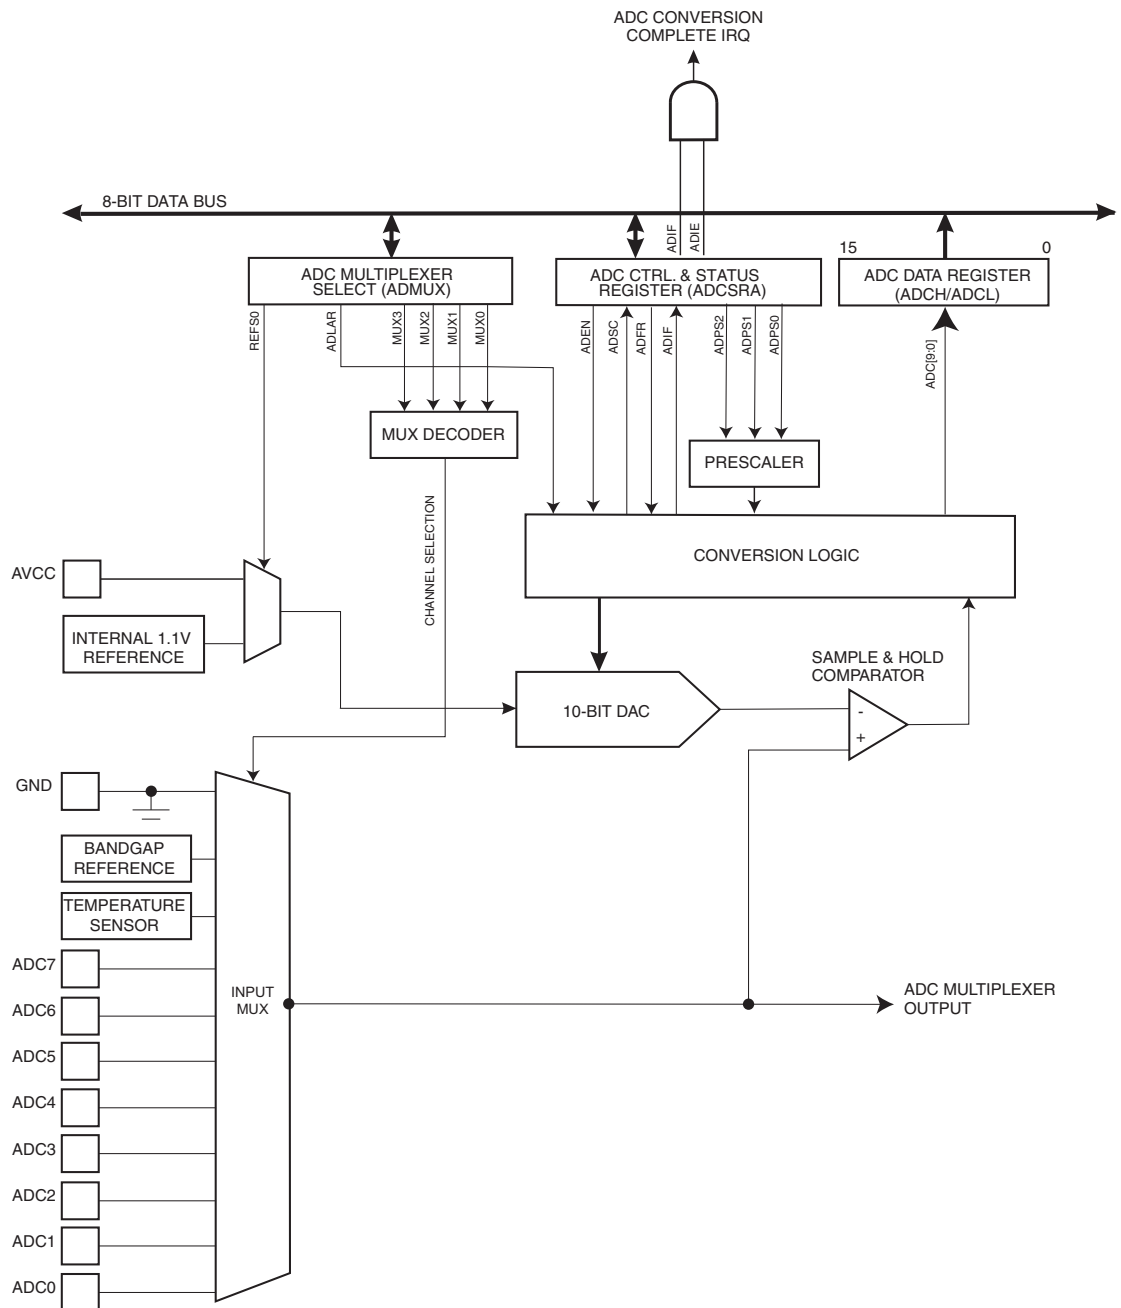 ADC CONVERSION
COMPLETE IRQ
8-BIT DATA BUS
ADIF
ADIE
15
0
ADC MULTIPLEXER
SELECT (ADMUX)
ADC CTRL. & STATUS
REGISTER (ADCSRA)
ADC DATA REGISTER
(ADCH/ADCL)
REFS0
ADLAR
MUX3
MUX2
MUX1
MUX0
ADEN
ADSC
ADFR
ADIF
ADPS2
ADPS1
ADPS0
ADC[9:0]
MUX DECODER
PRESCALER
CHANNEL SELECTION
CONVERSION LOGIC
AVCC
INTERNAL 1.1V
REFERENCE
SAMPLE & HOLD
COMPARATOR
10-BIT DAC
-
+
GND
BANDGAP
REFERENCE
TEMPERATURE
SENSOR
ADC7
ADC6
ADC5
ADC4
ADC3
ADC2
ADC1
ADC0
INPUT
MUX
ADC MULTIPLEXER
OUTPUT